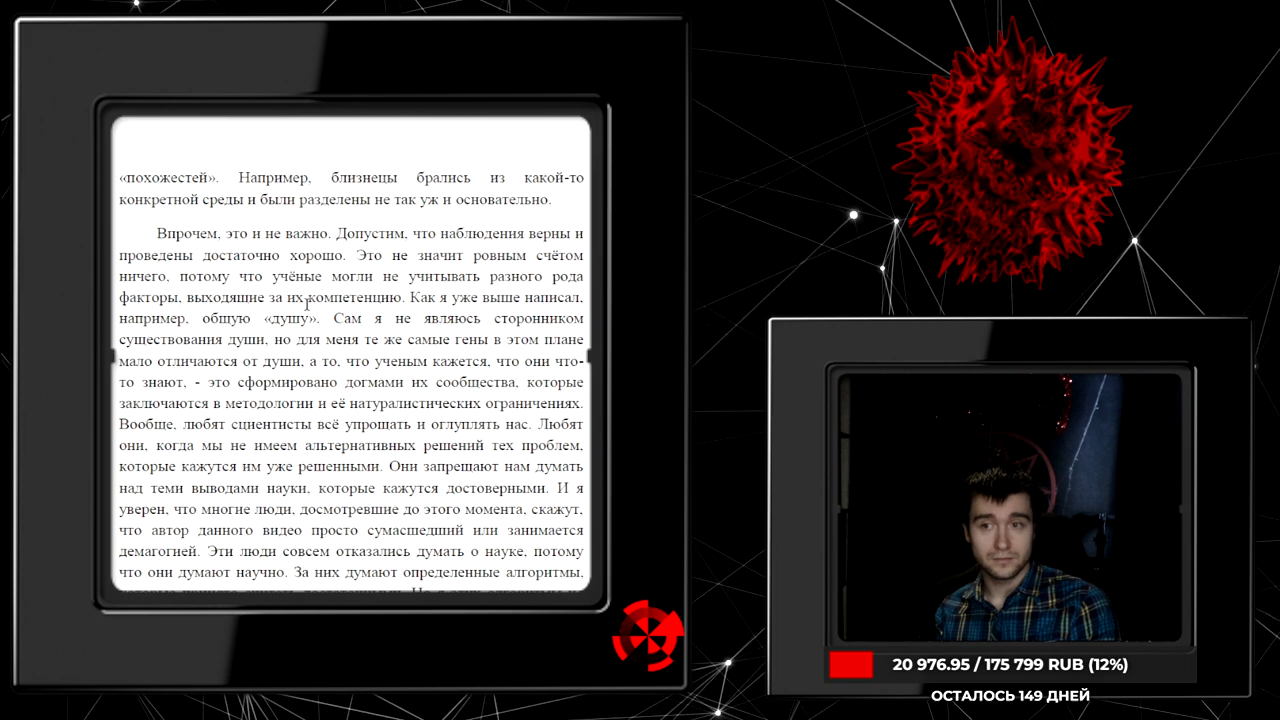 «похожестей». Например, близнецы брались из какой-то
конкретной среды и были разделены не так уж и основательно.
Впрочем, это и не важно. Допустим, что наблюдения верны и
проведены достаточно хорошо. Это не значит ровным счётом
ничего, потому что учёные могли не учитывать разного рода
факторы, выходящие за их компетенцию. Как я уже выше написал,
например, общую «душу». Сам я не являюсь сторонником
существования души, но для меня те же самые гены в этом плане
мало отличаются от души, а то, что ученым кажется, что они что-
то знают, - это сформировано догмами их сообщества, которые
заключаются в методологии и её натуралистических ограничениях.
Вообще, любят сциентисты всё упрощать и оглуплять нас. Любят
они, когда мы не имеем альтернативных решений тех проблем,
которые кажутся им уже решенными. Они запрещают нам думать
над теми выводами науки, которые кажутся достоверными. И я
уверен, что многие люди, досмотревшие до этого момента, скажут,
что автор данного видео просто сумасшедший или занимается
демагогией. Эти люди совсем отказались думать о науке, потому
что они думают научно. За них думают определенные алгоритмы,
20 976.95 / 175 799 RUB (12%)
ОСТАЛОСЬ 149 ДНЕЙ